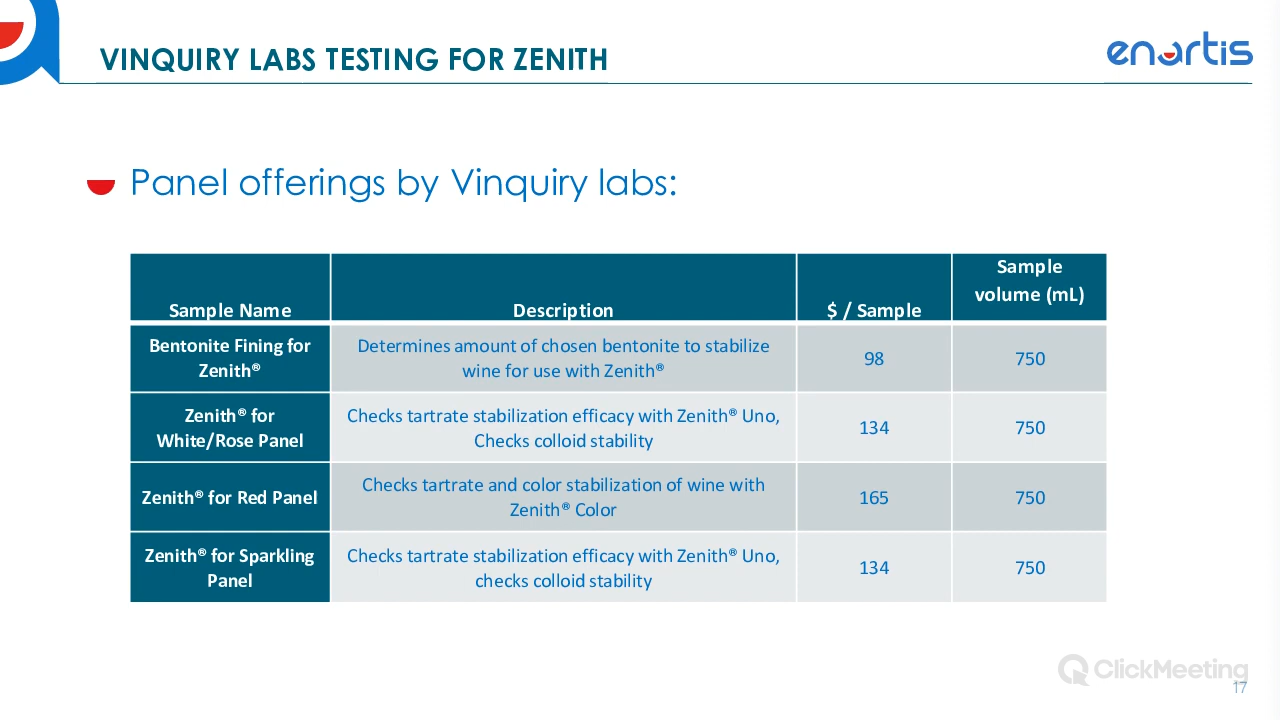 VINQUIRY LABS TESTING FOR ZENITH
enartis
Panel offerings by Vinquiry labs:
Sample Name
Description
$ / Sample
Sample
volume (mL)
Bentonite Fining for
Zenith®
Determines amount of chosen bentonite to stabilize
wine for use with Zenith®
98
750
Zenith® for
White/Rose Panel
Checks tartrate stabilization efficacy with Zenith® Uno,
Checks colloid stability
134
750
Zenith® for Red Panel
Checks tartrate and color stabilization of wine with
Zenith® Color
165
750
Zenith® for Sparkling
Panel
Checks tartrate stabilization efficacy with Zenith® Uno,
checks colloid stability
134
750
ClickMeeting
17